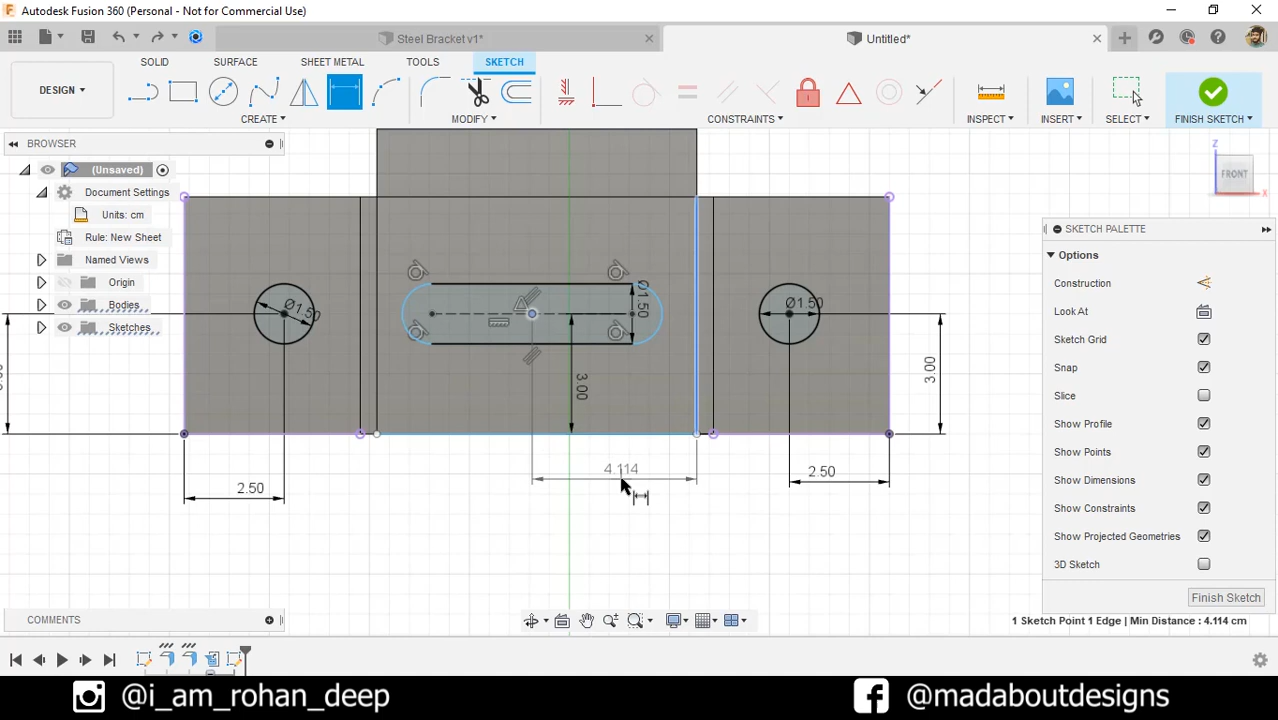 Autodesk Fusion 360 (Personal - Not for Commercial Use)
Steel Bracket v1*
Untitled*
DESIGN
SOLID
SURFACE
SHEET METAL
TOOLS
SKETCH
CREATE
MODIFY
CONSTRAINTS
INSPECT
INSERT
SELECT
FINISH SKETCH
BROWSER
(Unsaved)
Document Settings
Units: cm
Rule: New Sheet
Named Views
Origin
Bodies
Sketches
Z
FRONT
X
SKETCH PALETTE
Options
Construction
Look At
Sketch Grid
Snap
Slice
Show Profile
Show Points
Show Dimensions
Show Constraints
Show Projected Geometries
3D Sketch
Finish Sketch
Ø1.50
Ø1.50
Ø1.50
3.00
3.00
2.50
4.114
2.50
COMMENTS
1 Sketch Point 1 Edge | Min Distance : 4.114 cm
@i_am_rohan_deep
@madaboutdesigns